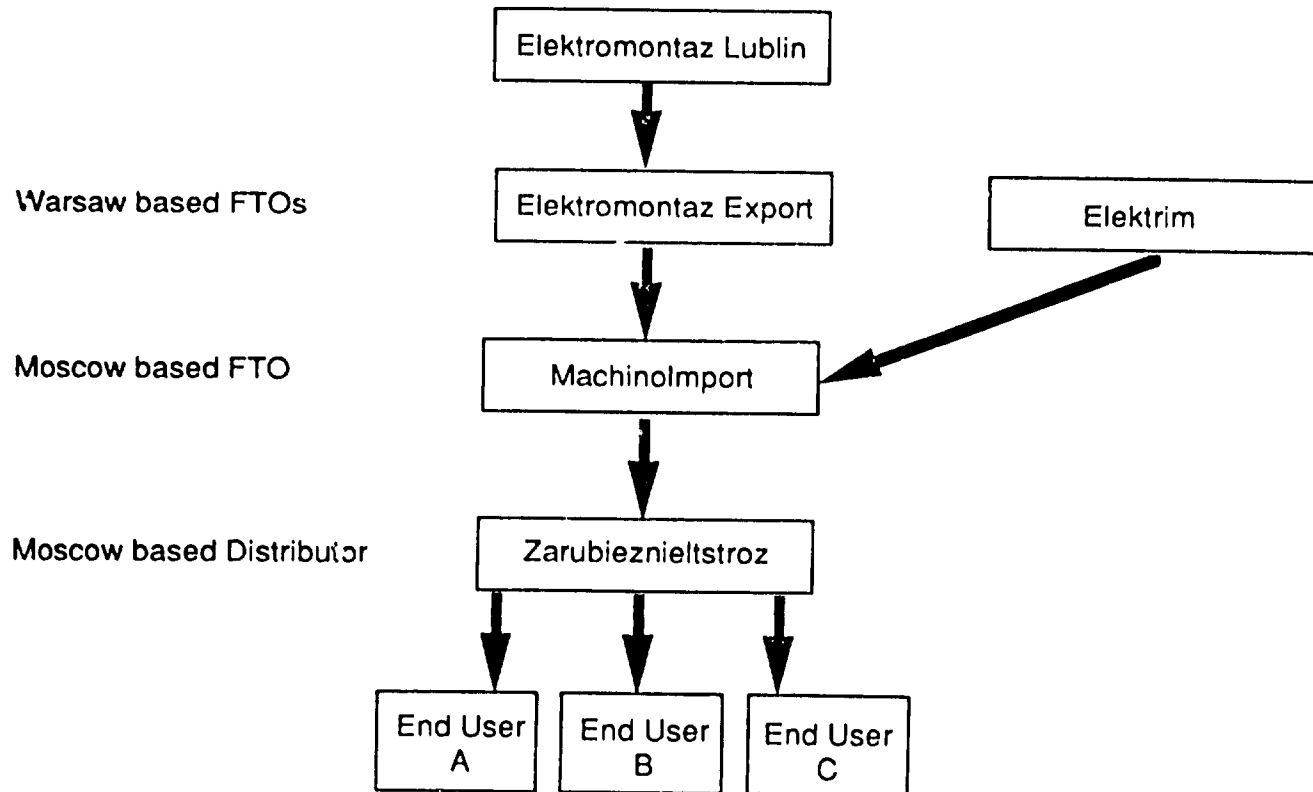 Elektromontaz Lublin
Warsaw based FTOs
Elektromontaz Export
Elektrim
Moscow based FTO
MachinoImport
Moscow based Distributor
Zarubieznieltstroz
End User
A
End User
B
End User
C